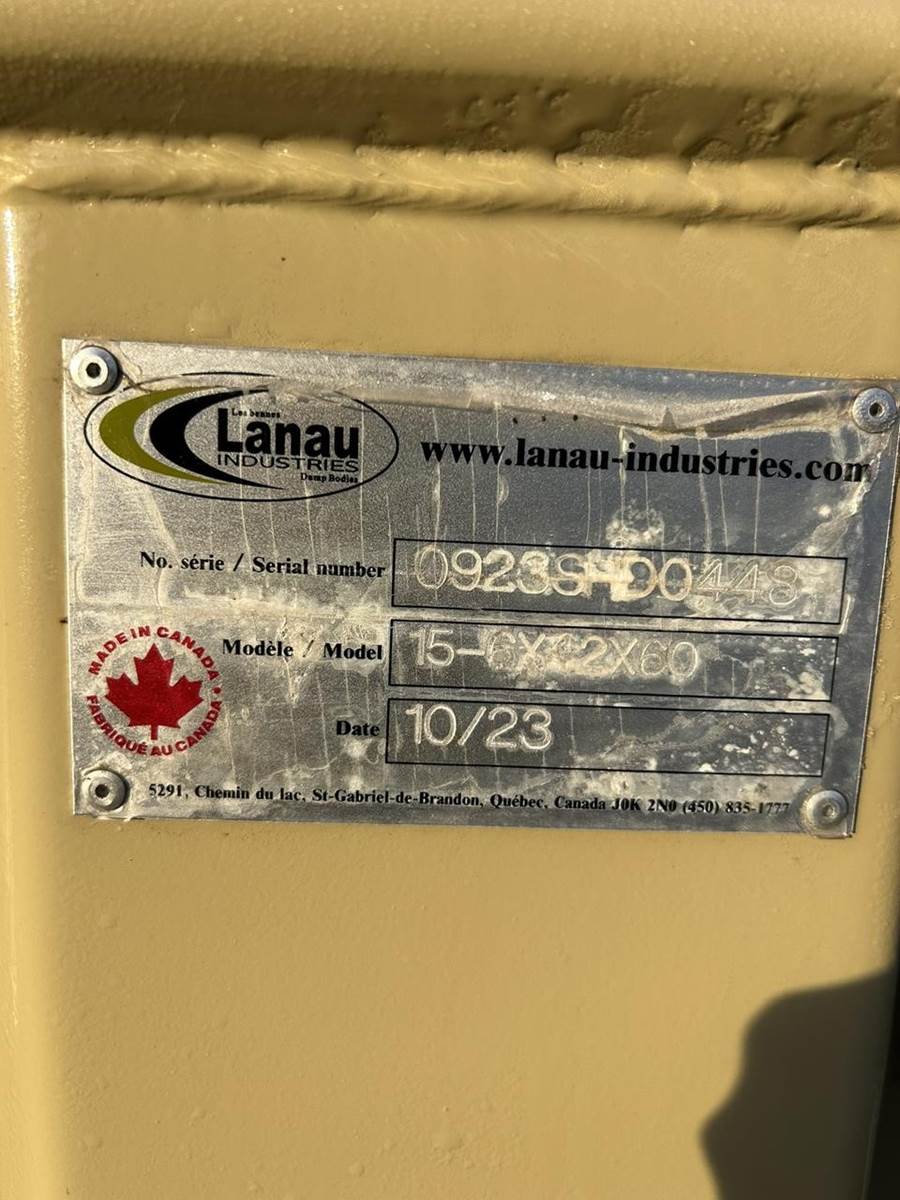 Les bennes
Lanau
INDUSTRIES
Dump Bodies
www.lanau-industries.com
No. série / Serial number 0923SHD0448
MADE IN CANADA • FABRIQUÉ AU CANADA •
Modèle / Model 15-6X42X60
Date 10/23
5291, Chemin du lac, St-Gabriel-de-Brandon, Québec, Canada J0K 2N0 (450) 835-1777